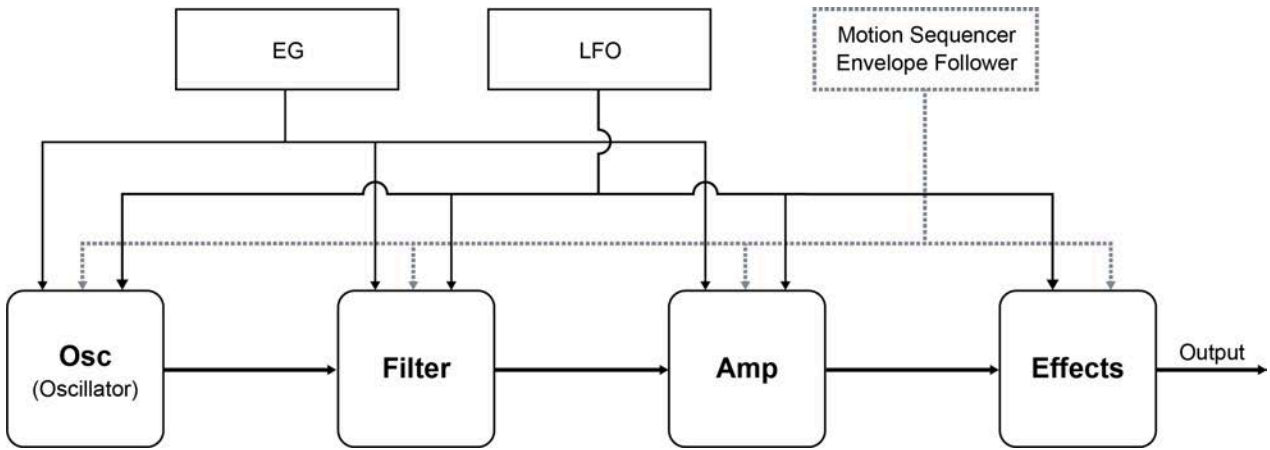 EG
LFO
Motion Sequencer
Envelope Follower
Osc
(Oscillator)
Filter
Amp
Effects
Output